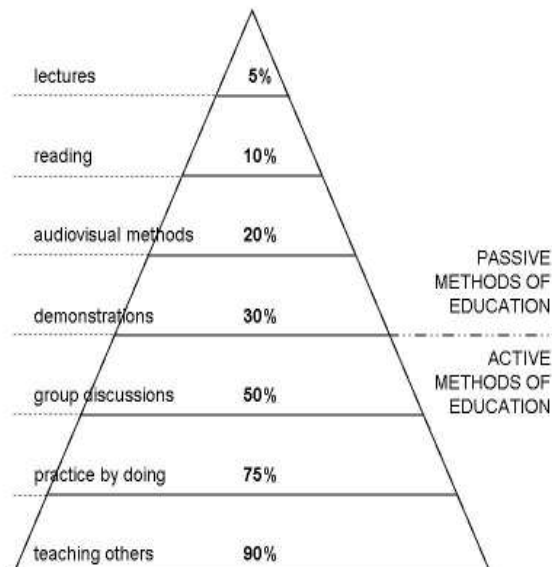 lectures 5%
reading 10%
audiovisual methods 20%
demonstrations 30%
PASSIVE
METHODS OF
EDUCATION
ACTIVE
METHODS OF
EDUCATION
group discussions 50%
practice by doing 75%
teaching others 90%